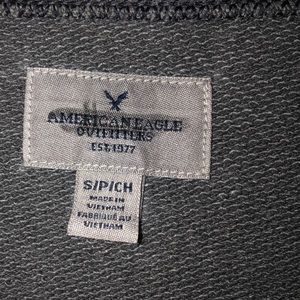 AMERICAN EAGLE
OUTFITTERS
EST. 1977
S/P/CH
MADE IN
VIETNAM
FABRIQUÉ AU
VIETNAM